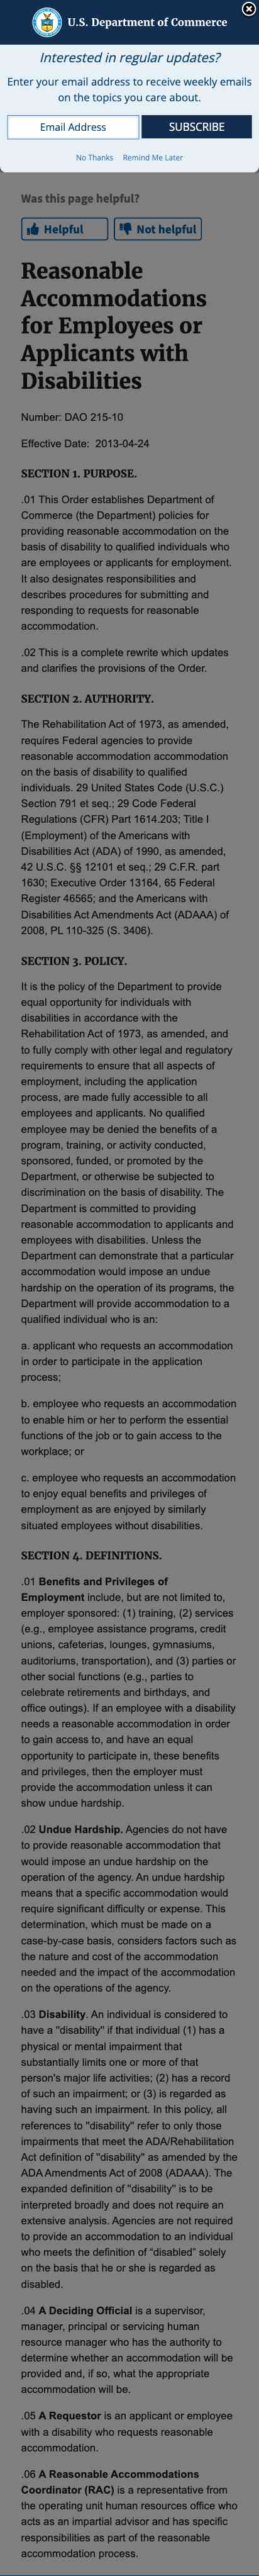 U.S. Department of Commerce
Interested in regular updates?
Enter your email address to receive weekly emails
on the topics you care about.
Email Address
SUBSCRIBE
No Thanks
Remind Me Later
Was this page helpful?
Helpful
Not helpful
Reasonable
Accommodations
for Employees or
Applicants with
Disabilities
Number: DAO 215-10
Effective Date: 2013-04-24
SECTION 1. PURPOSE.
.01 This Order establishes Department of
Commerce (the Department) policies for
providing reasonable accommodation on the
basis of disability to qualified individuals who
are employees or applicants for employment.
It also designates responsibilities and
describes procedures for submitting and
responding to requests for reasonable
accommodation.
.02 This is a complete rewrite which updates
and clarifies the provisions of the Order.
SECTION 2. AUTHORITY.
The Rehabilitation Act of 1973, as amended,
requires Federal agencies to provide
reasonable accommodation accommodation
on the basis of disability to qualified
individuals. 29 United States Code (U.S.C.)
Section 791 et seq.; 29 Code Federal
Regulations (CFR) Part 1614.203; Title I
(Employment) of the Americans with
Disabilities Act (ADA) of 1990, as amended,
42 U.S.C. §§ 12101 et seq.; 29 C.F.R. part
1630; Executive Order 13164, 65 Federal
Register 46565; and the Americans with
Disabilities Act Amendments Act (ADAAA) of
2008, PL 110-325 (S. 3406).
SECTION 3. POLICY.
It is the policy of the Department to provide
equal opportunity for individuals with
disabilities in accordance with the
Rehabilitation Act of 1973, as amended, and
to fully comply with other legal and regulatory
requirements to ensure that all aspects of
employment, including the application
process, are made fully accessible to all
employees and applicants. No qualified
employee may be denied the benefits of a
program, training, or activity conducted,
sponsored, funded, or promoted by the
Department, or otherwise be subjected to
discrimination on the basis of disability. The
Department is committed to providing
reasonable accommodation to applicants and
employees with disabilities. Unless the
Department can demonstrate that a particular
accommodation would impose an undue
hardship on the operation of its programs, the
Department will provide accommodation to a
qualified individual who is an:
a. applicant who requests an accommodation
in order to participate in the application
process;
b. employee who requests an accommodation
to enable him or her to perform the essential
functions of the job or to gain access to the
workplace; or
c. employee who requests an accommodation
to enjoy equal benefits and privileges of
employment as are enjoyed by similarly
situated employees without disabilities.
SECTION 4. DEFINITIONS.
.01 Benefits and Privileges of
Employment include, but are not limited to,
employer sponsored: (1) training, (2) services
(e.g., employee assistance programs, credit
unions, cafeterias, lounges, gymnasiums,
auditoriums, transportation), and (3) parties or
other social functions (e.g., parties to
celebrate retirements and birthdays, and
office outings). If an employee with a disability
needs a reasonable accommodation in order
to gain access to, and have an equal
opportunity to participate in, these benefits
and privileges, then the employer must
provide the accommodation unless it can
show undue hardship.
.02 Undue Hardship. Agencies do not have
to provide reasonable accommodation that
would impose an undue hardship on the
operation of the agency. An undue hardship
means that a specific accommodation would
require significant difficulty or expense. This
determination, which must be made on a
case-by-case basis, considers factors such as
the nature and cost of the accommodation
needed and the impact of the accommodation
on the operations of the agency.
.03 Disability. An individual is considered to
have a "disability" if that individual (1) has a
physical or mental impairment that
substantially limits one or more of that
person's major life activities; (2) has a record
of such an impairment; or (3) is regarded as
having such an impairment. In this policy, all
references to "disability" refer to only those
impairments that meet the ADA/Rehabilitation
Act definition of "disability" as amended by the
ADA Amendments Act of 2008 (ADAAA). The
expanded definition of "disability" is to be
interpreted broadly and does not require an
extensive analysis. Agencies are not required
to provide an accommodation to an individual
who meets the definition of “disabled” solely
on the basis that he or she is regarded as
disabled.
.04 A Deciding Official is a supervisor,
manager, principal or servicing human
resource manager who has the authority to
determine whether an accommodation will be
provided and, if so, what the appropriate
accommodation will be.
.05 A Requestor is an applicant or employee
with a disability who requests reasonable
accommodation.
.06 A Reasonable Accommodations
Coordinator (RAC) is a representative from
the operating unit human resources office who
acts as an impartial advisor and has specific
responsibilities as part of the reasonable
accommodation process.